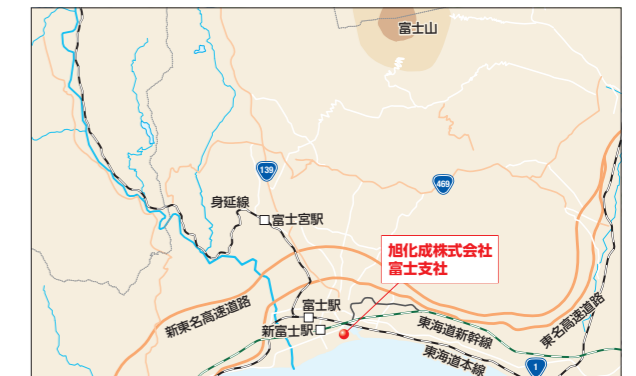 富士山
139
469
身延線
富士宮駅
旭化成株式会社
富士支社
新東名高速道路
富士駅
新富士駅
東海道新幹線
東名高速道路
東海道本線
1